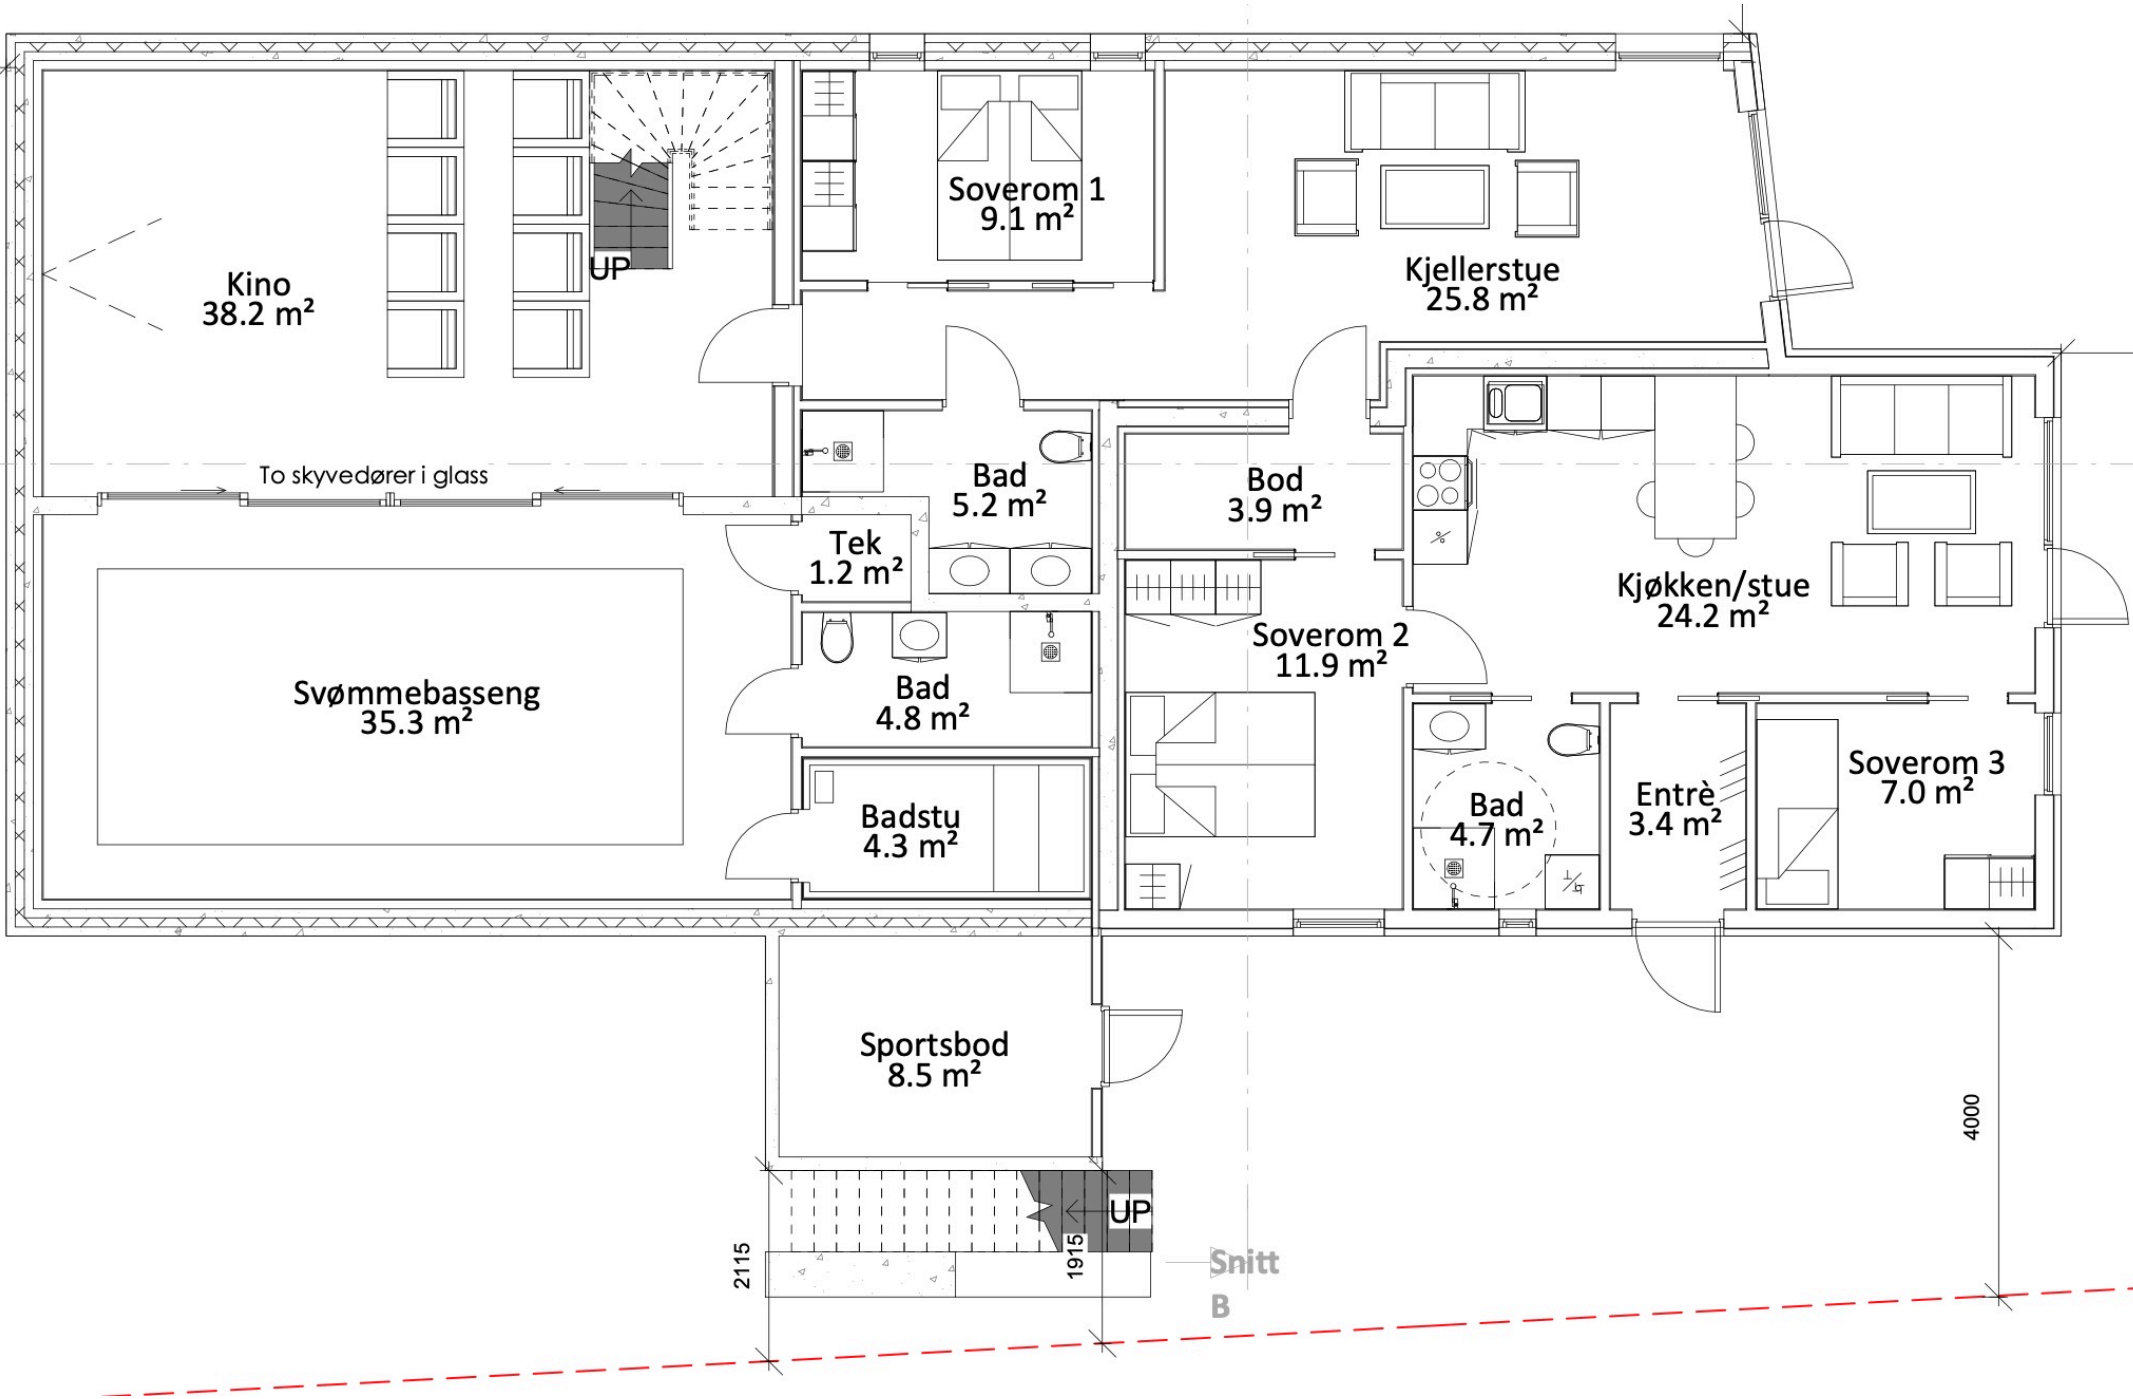 Soverom 1
9.1 m²
Kino
38.2 m²
UP
Kjellerstue
25.8 m²
To skyvedører i glass
Bad
5.2 m²
Bod
3.9 m²
Tek
1.2 m²
Kjøkken/stue
24.2 m²
Soverom 2
11.9 m²
Svømmebasseng
35.3 m²
Bad
4.8 m²
Badstu
4.3 m²
Bad
4.7 m²
Entrè
3.4 m²
Soverom 3
7.0 m²
Sportsbod
8.5 m²
4000
UP
2115
1915
Snitt
B